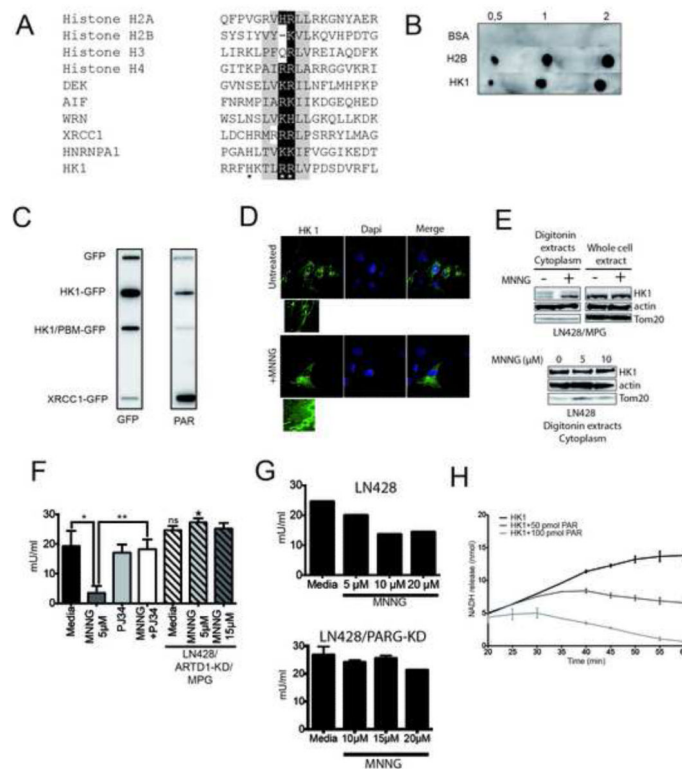 A
Histone H2A QFPVGRVHRLLRKGNYAER
Histone H2B SYSIYVY-KVLKQVHPDTG
Histone H3 LIRKLPFQRLVREIAQDFK
Histone H4 GITKPAIRRLARRGGVKRI
DEK GVNSELVKRILNFLMHPKP
AIF NFRMPIARKIIKDGEQHED
WRN WSLNSLVKHLKDKQLKDK
XRCC1 LDCHRMRRRLPSRRYLMAG
HNRNPA1 PGAHLTVKKIFVGGIKEDT
HK1 RRFHKTLRRLVPDSDVRFL
* **
B
0,5 1 2
BSA
H2B
HK1
C
GFP
HK1-GFP
HK1/PBM-GFP
XRCC1-GFP
GFP PAR
D
HK 1 Dapi Merge
Untreated
+MNNG
E
Digitonin extracts Cytoplasm
Whole cell extract
MNNG - + - +
HK1
actin
Tom20
LN428/MPG
MNNG (µM) 0 5 10
HK1
actin
Tom20
LN428
Digitonin extracts
Cytoplasm
F
mU/ml
40
30
20
10
0
* ** ns *
Media
MNNG 5µM
PJ34
MNNG +PJ34
Media
MNNG 5µM
MNNG 15µM
LN428/
ARTD1-KD/
MPG
G
LN428
mU/ml
30
20
10
0
Media 5 µM 10 µM 20 µM
MNNG
LN428/PARG-KD
mU/ml
30
20
10
0
Media 10µM 15µM 20µM
MNNG
H
HK1
HK1+50 pmol PAR
HK1+100 pmol PAR
NADH release (nmol)
20
15
10
5
0
20 25 30 35 40 45 50 55 60
Time (min)